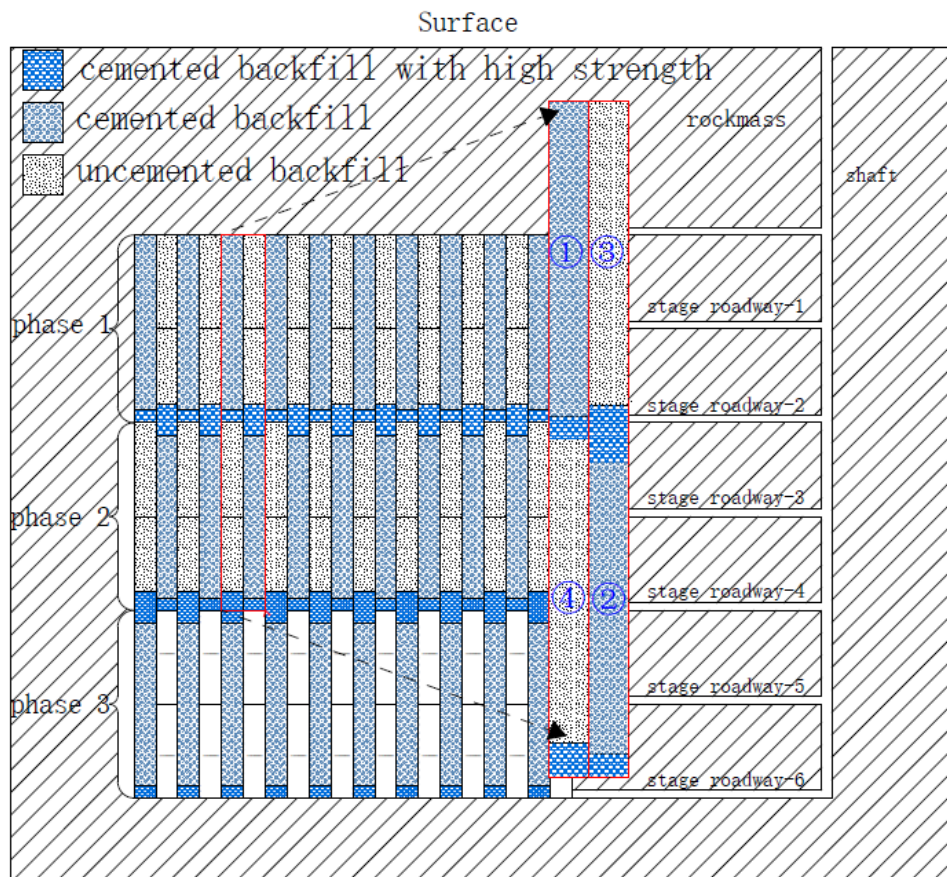 Surface
cemented backfill with high strength
cemented backfill
rockmass
uncemented backfill
shaft
① ③
stage roadway-1
phase 1
stage roadway-2
stage roadway-3
phase 2
stage roadway-4
④ ②
stage roadway-5
phase 3
stage roadway-6